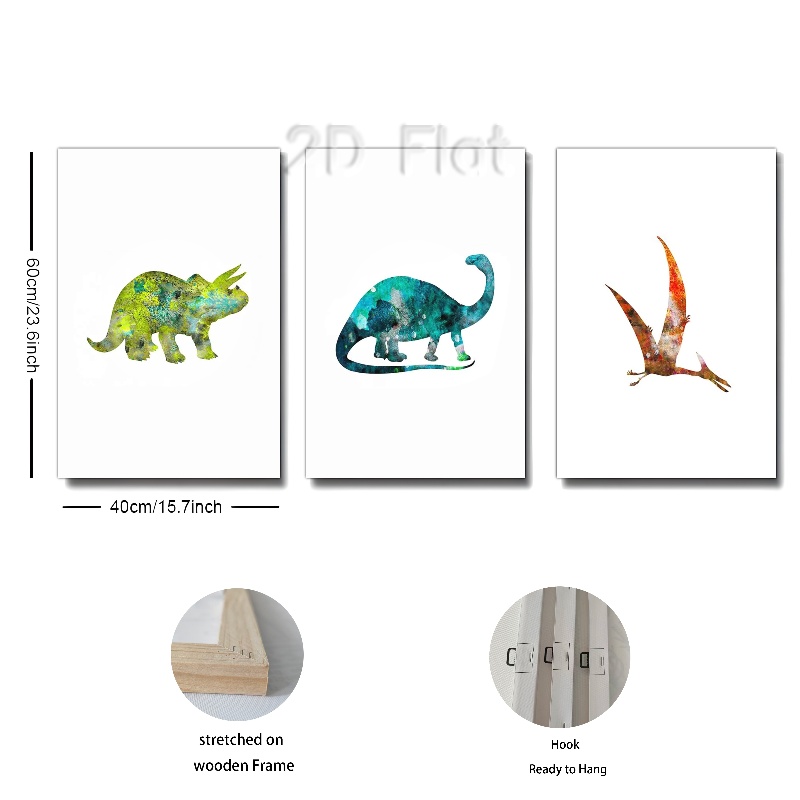 2D Flat
60cm/23.6inch
40cm/15.7inch
stretched on
wooden Frame
Hook
Ready to Hang